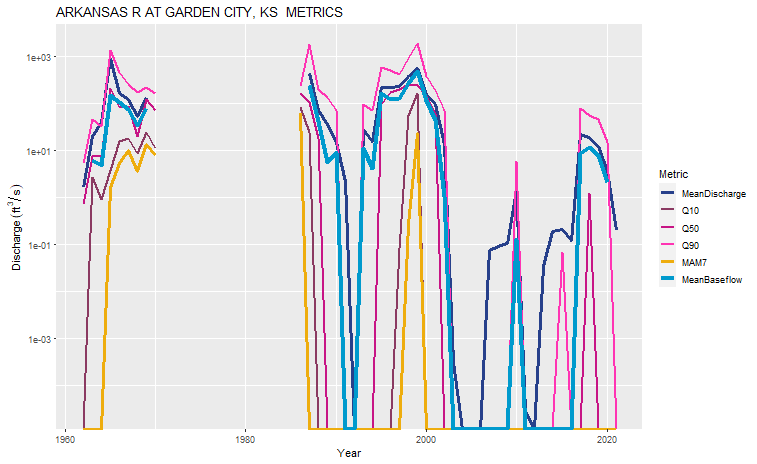 ARKANSAS R AT GARDEN CITY, KS  METRICS
Discharge (ft³/s)
1e+03
1e+01
1e-01
1e-03
1960
1980
2000
2020
Year
Metric
MeanDischarge
Q10
Q50
Q90
MAM7
MeanBaseflow